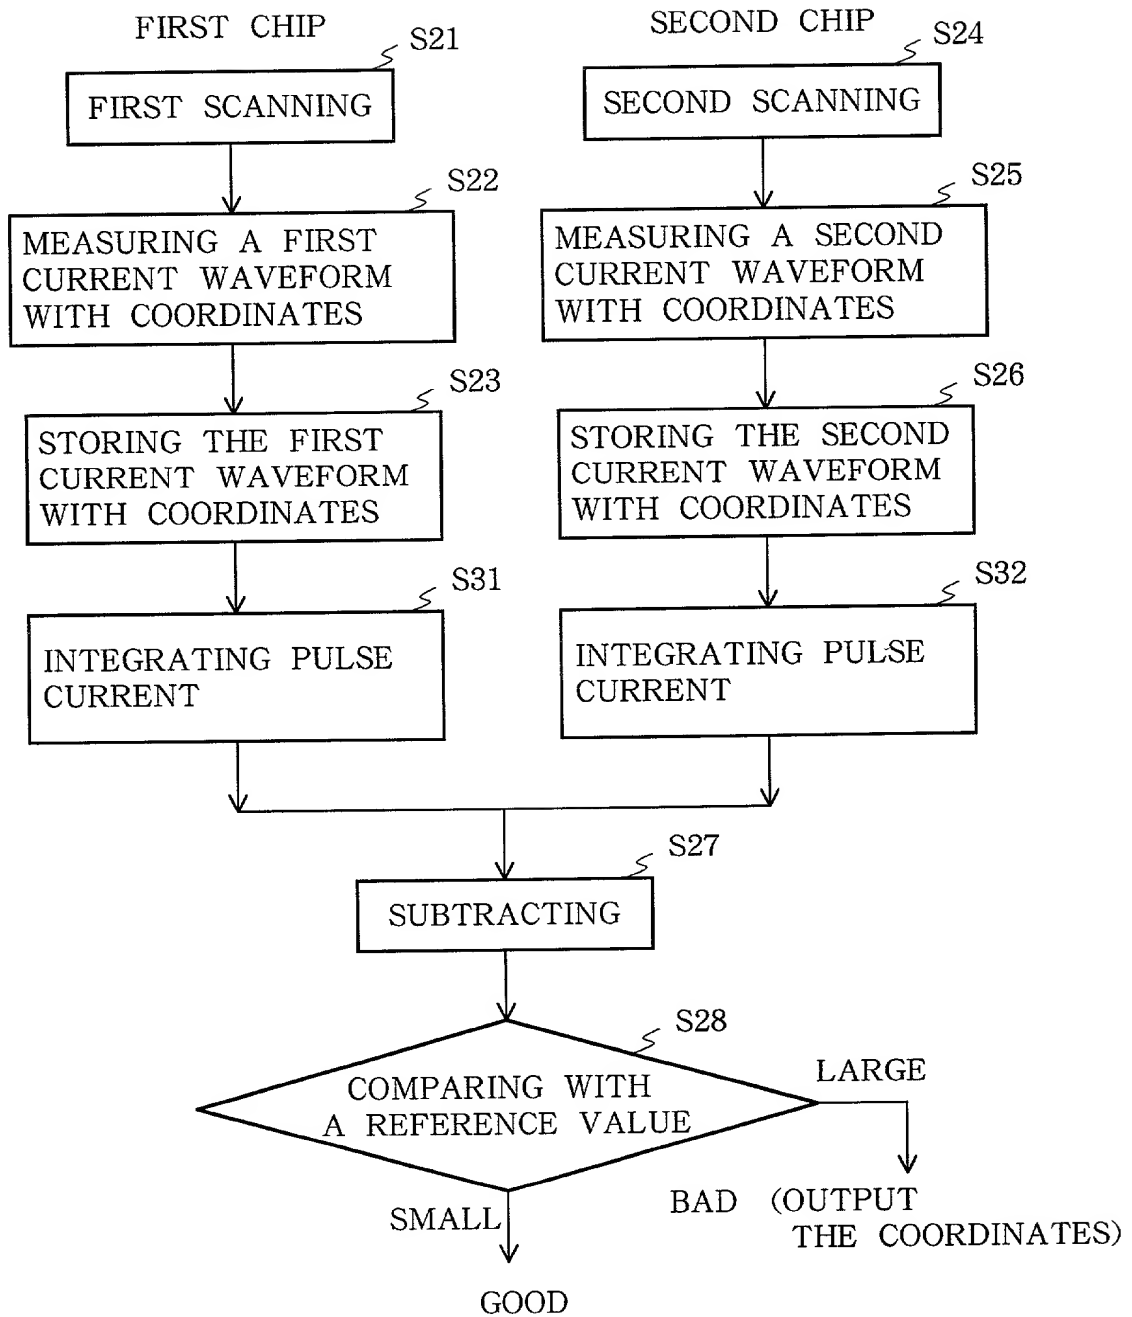 FIRST CHIP
S21
FIRST SCANNING
S22
MEASURING A FIRST
CURRENT WAVEFORM
WITH COORDINATES
S23
STORING THE FIRST
CURRENT WAVEFORM
WITH COORDINATES
S31
INTEGRATING PULSE
CURRENT
SECOND CHIP
S24
SECOND SCANNING
S25
MEASURING A SECOND
CURRENT WAVEFORM
WITH COORDINATES
S26
STORING THE SECOND
CURRENT WAVEFORM
WITH COORDINATES
S32
INTEGRATING PULSE
CURRENT
S27
SUBTRACTING
S28
COMPARING WITH
A REFERENCE VALUE
LARGE
BAD (OUTPUT
THE COORDINATES)
SMALL
GOOD